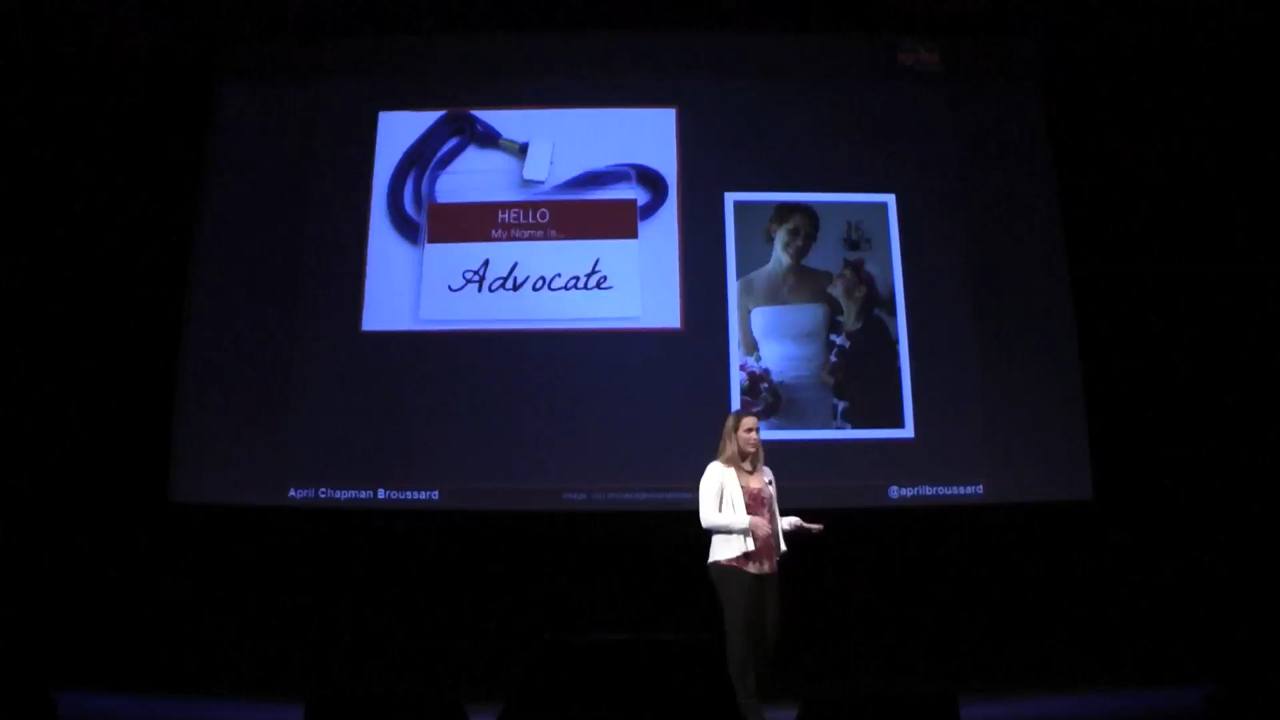 HELLO
My Name is...
Advocate
April Chapman Broussard
@aprilbroussard